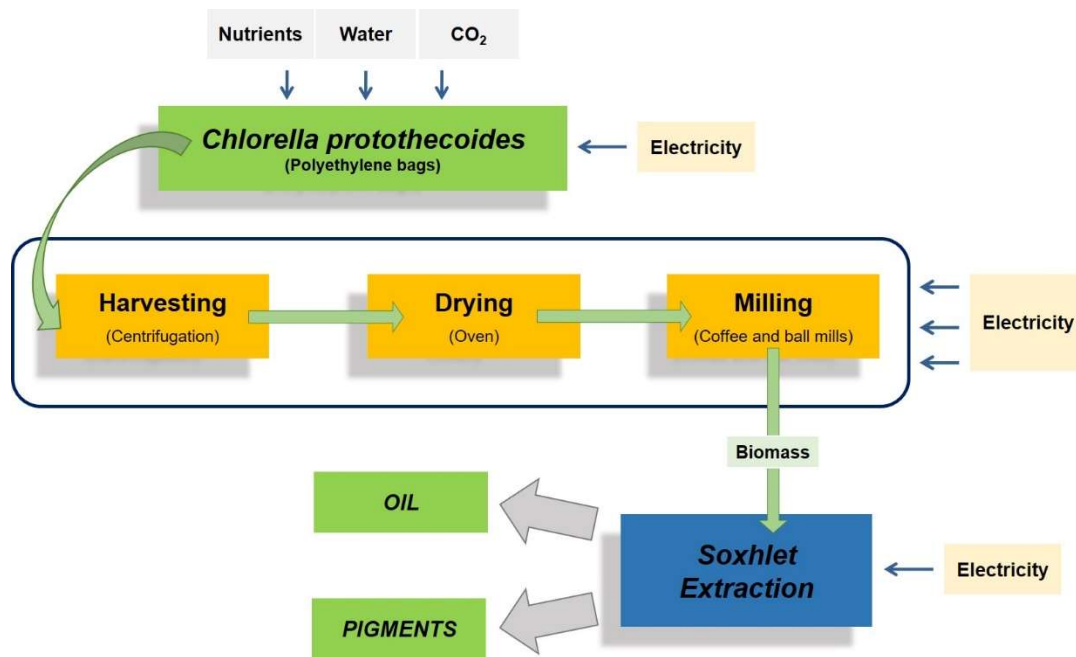 Nutrients
Water
CO₂
Chlorella protothecoides
(Polyethylene bags)
Electricity
Harvesting
(Centrifugation)
Drying
(Oven)
Milling
(Coffee and ball mills)
Electricity
Biomass
OIL
Soxhlet
Extraction
Electricity
PIGMENTS